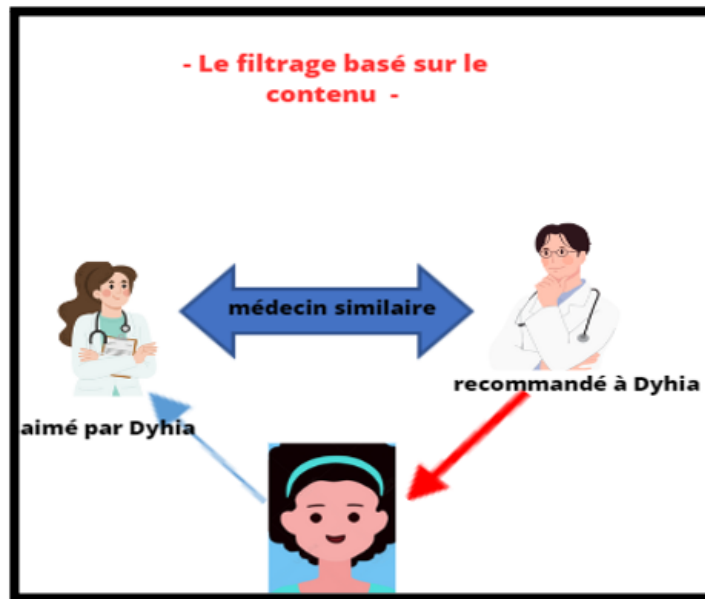 - Le filtrage basé sur le
contenu -
médecin similaire
recommandé à Dyhia
aimé par Dyhia